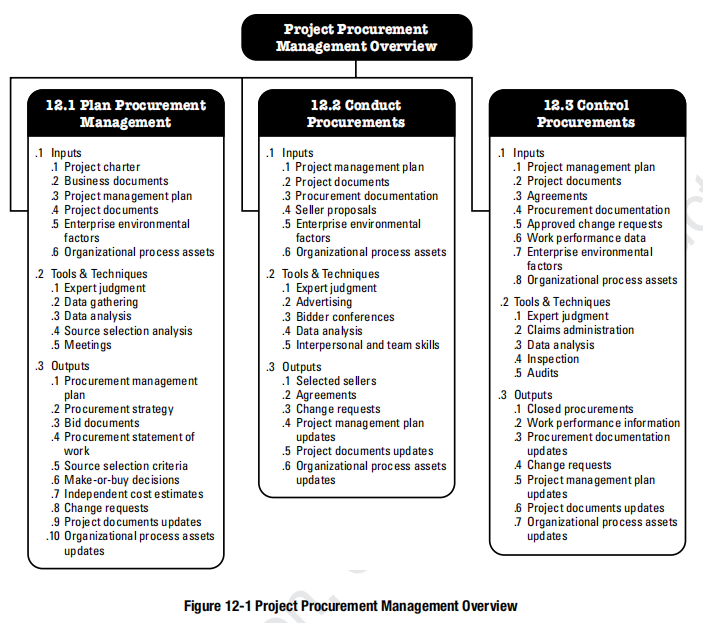 Project Procurement
Management Overview
12.1 Plan Procurement
Management
.1 Inputs
.1 Project charter
.2 Business documents
.3 Project management plan
.4 Project documents
.5 Enterprise environmental
factors
.6 Organizational process assets
.2 Tools & Techniques
.1 Expert judgment
.2 Data gathering
.3 Data analysis
.4 Source selection analysis
.5 Meetings
.3 Outputs
.1 Procurement management
plan
.2 Procurement strategy
.3 Bid documents
.4 Procurement statement of
work
.5 Source selection criteria
.6 Make-or-buy decisions
.7 Independent cost estimates
.8 Change requests
.9 Project documents updates
.10 Organizational process assets
updates
12.2 Conduct
Procurements
.1 Inputs
.1 Project management plan
.2 Project documents
.3 Procurement documentation
.4 Seller proposals
.5 Enterprise environmental
factors
.6 Organizational process assets
.2 Tools & Techniques
.1 Expert judgment
.2 Advertising
.3 Bidder conferences
.4 Data analysis
.5 Interpersonal and team skills
.3 Outputs
.1 Selected sellers
.2 Agreements
.3 Change requests
.4 Project management plan
updates
.5 Project documents updates
.6 Organizational process assets
updates
12.3 Control
Procurements
.1 Inputs
.1 Project management plan
.2 Project documents
.3 Agreements
.4 Procurement documentation
.5 Approved change requests
.6 Work performance data
.7 Enterprise environmental
factors
.8 Organizational process assets
.2 Tools & Techniques
.1 Expert judgment
.2 Claims administration
.3 Data analysis
.4 Inspection
.5 Audits
.3 Outputs
.1 Closed procurements
.2 Work performance information
.3 Procurement documentation
updates
.4 Change requests
.5 Project management plan
updates
.6 Project documents updates
.7 Organizational process assets
updates
Figure 12-1 Project Procurement Management Overview